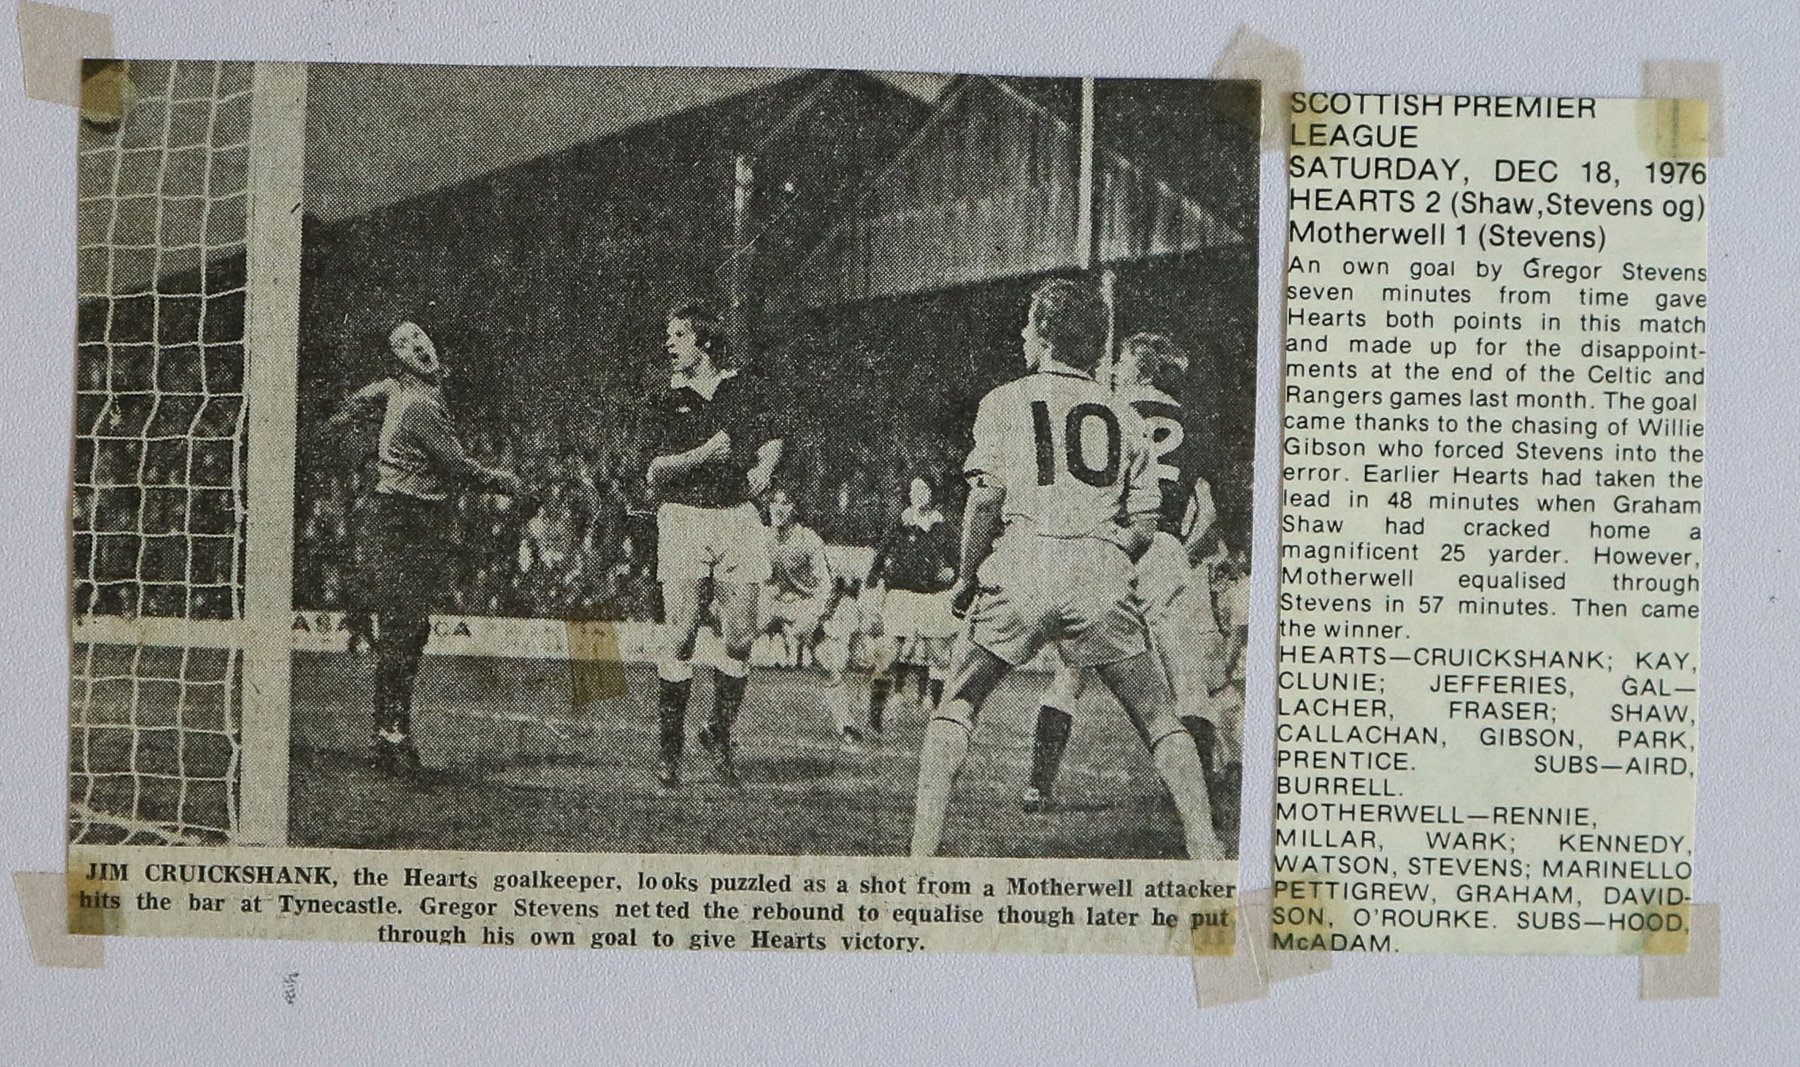 ASA
CA
10
JIM CRUICKSHANK, the Hearts goalkeeper, looks puzzled as a shot from a Motherwell attacker
hits the bar at Tynecastle. Gregor Stevens netted the rebound to equalise though later he put
through his own goal to give Hearts victory.
SCOTTISH PREMIER
LEAGUE
SATURDAY, DEC 18, 1976
HEARTS 2 (Shaw,Stevens og)
Motherwell 1 (Stevens)
An own goal by Gregor Stevens
seven minutes from time gave
Hearts both points in this match
and made up for the disappoint-
ments at the end of the Celtic and
Rangers games last month. The goal
came thanks to the chasing of Willie
Gibson who forced Stevens into the
error. Earlier Hearts had taken the
lead in 48 minutes when Graham
Shaw had cracked home a
magnificent 25 yarder. However,
Motherwell equalised through
Stevens in 57 minutes. Then came
the winner.
HEARTS—CRUICKSHANK; KAY,
CLUNIE; JEFFERIES, GAL—
LACHER, FRASER; SHAW,
CALLACHAN, GIBSON, PARK,
PRENTICE. SUBS—AIRD,
BURRELL.
MOTHERWELL—RENNIE,
MILLAR, WARK; KENNEDY,
WATSON, STEVENS; MARINELLO
PETTIGREW, GRAHAM, DAVID-
SON, O'ROURKE. SUBS—HOOD,
McADAM.